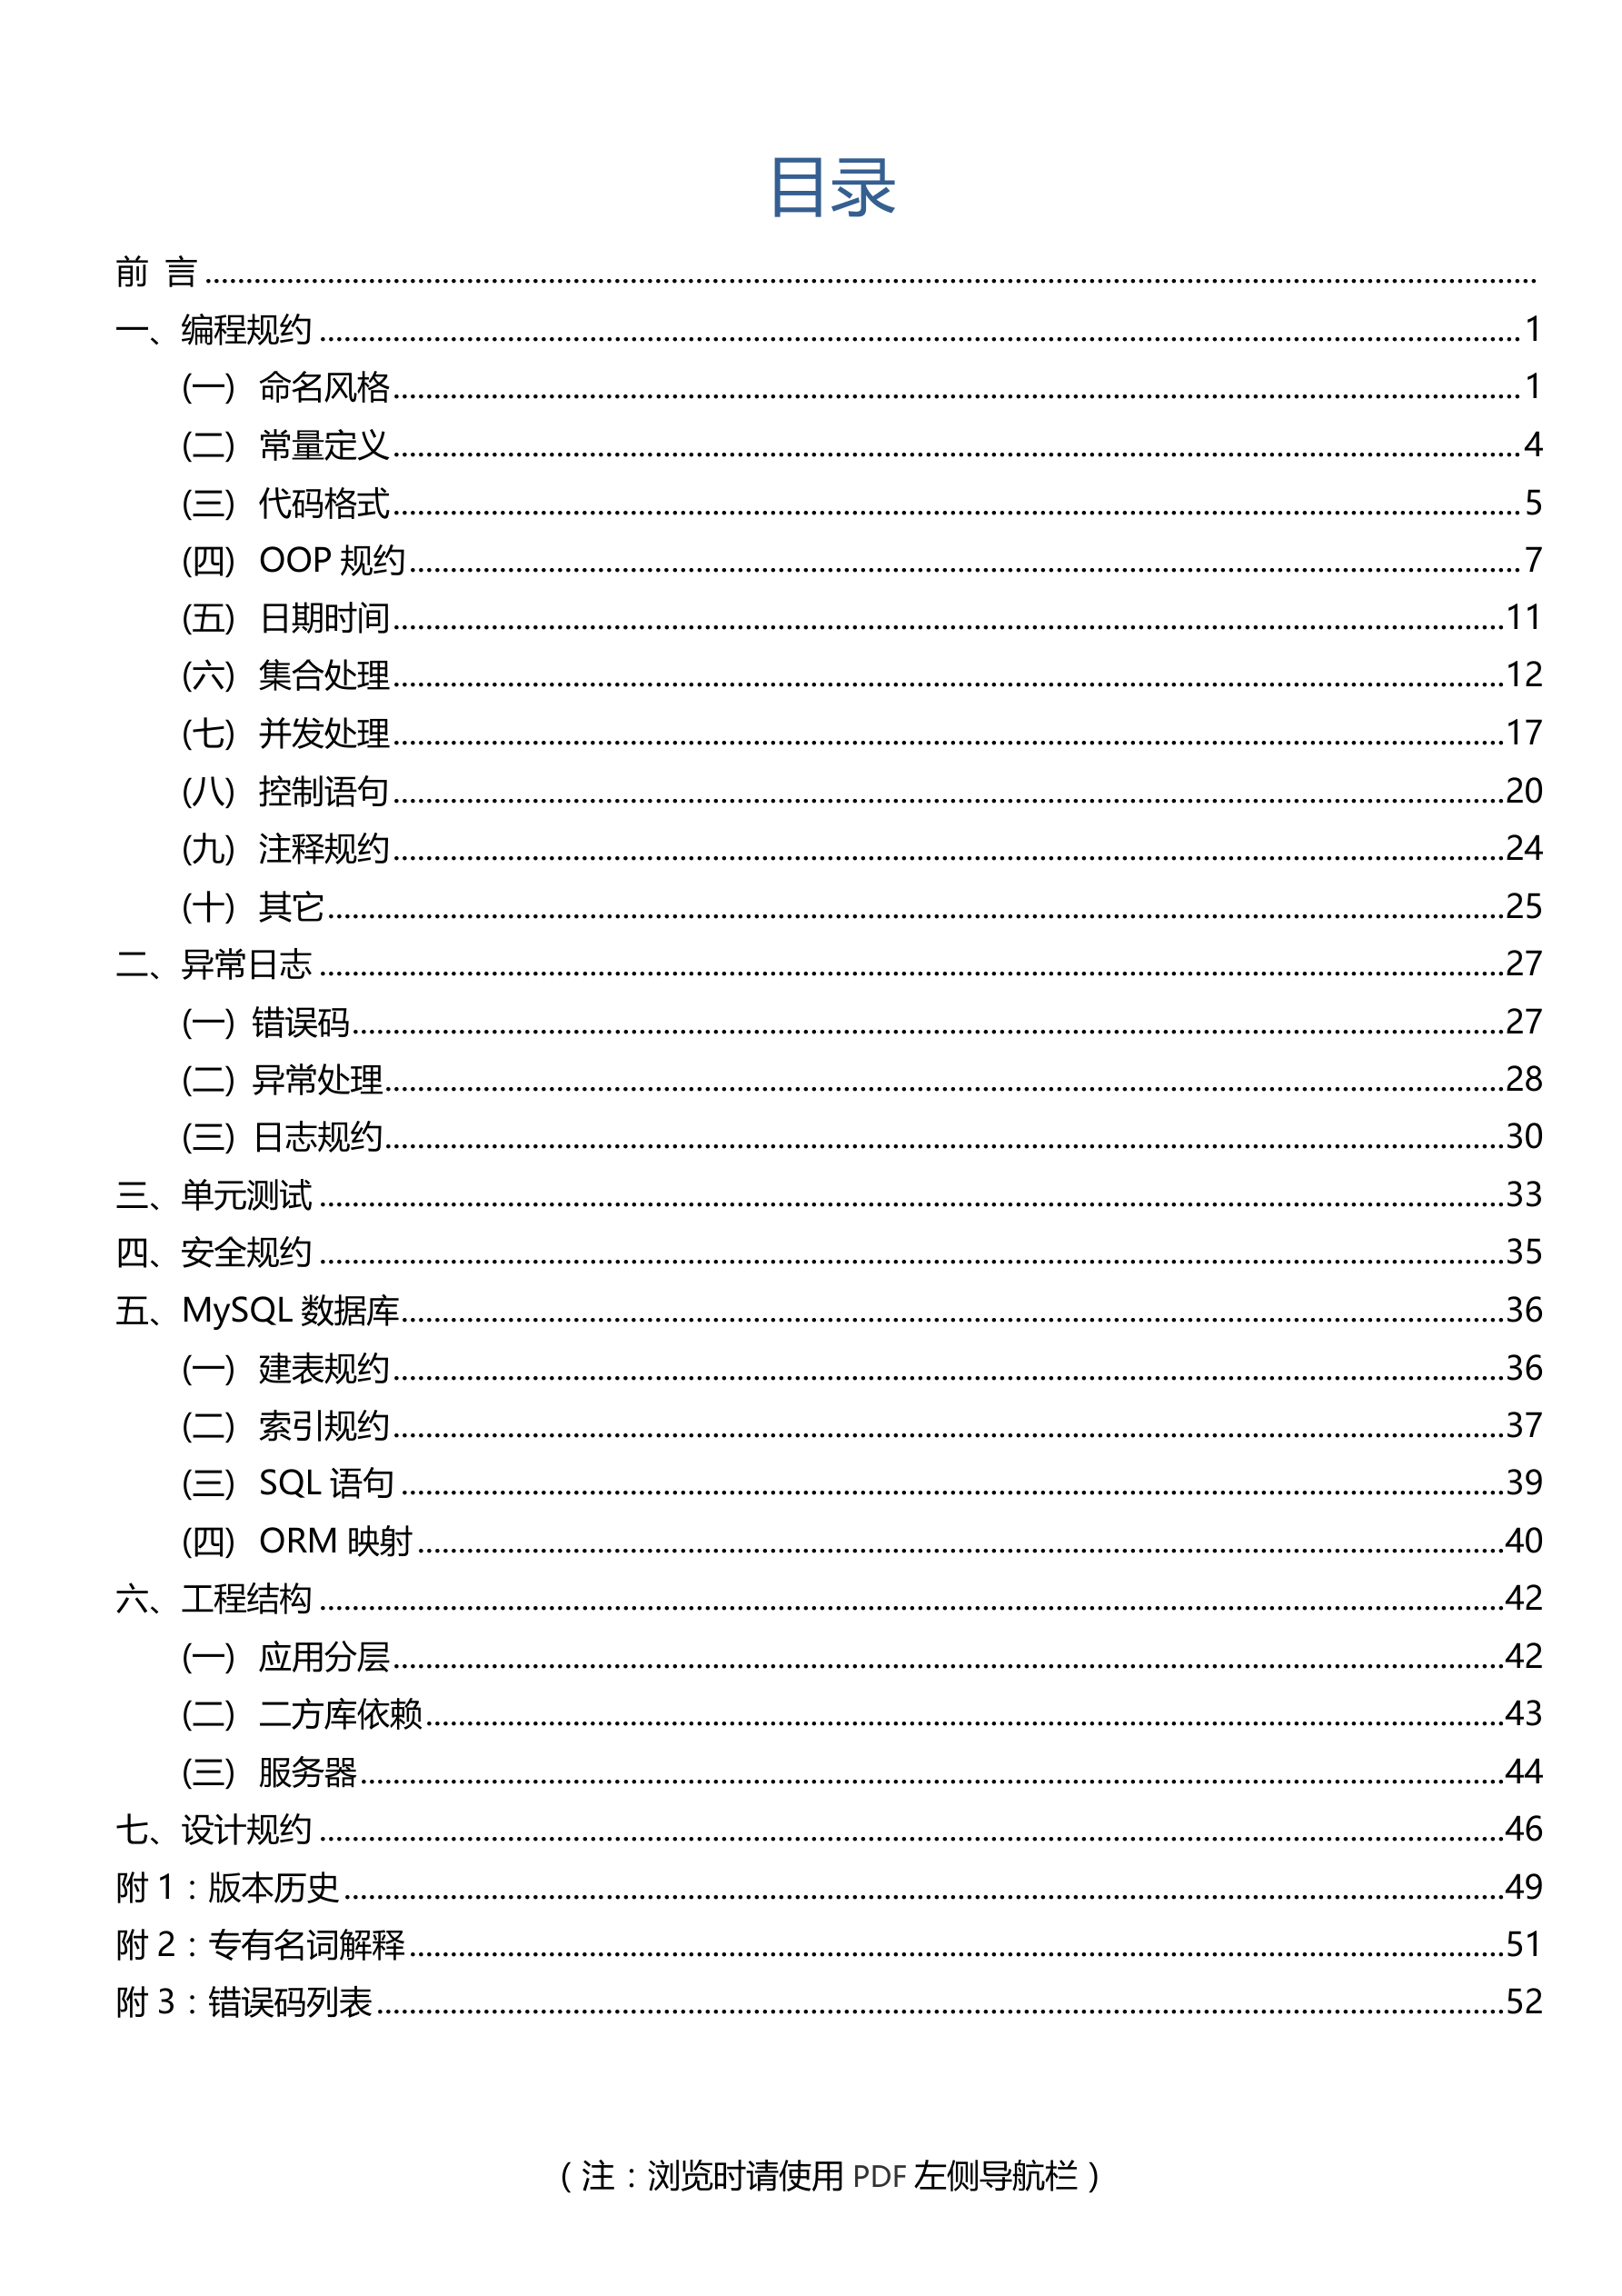 目录
前 言........................................................................
一、编程规约........................................................................1
(一) 命名风格........................................................................1
(二) 常量定义........................................................................4
(三) 代码格式........................................................................5
(四) OOP 规约........................................................................7
(五) 日期时间........................................................................11
(六) 集合处理........................................................................12
(七) 并发处理........................................................................17
(八) 控制语句........................................................................20
(九) 注释规约........................................................................24
(十) 其它........................................................................25
二、异常日志........................................................................27
(一) 错误码........................................................................27
(二) 异常处理........................................................................28
(三) 日志规约........................................................................30
三、单元测试........................................................................33
四、安全规约........................................................................35
五、MySQL 数据库........................................................................36
(一) 建表规约........................................................................36
(二) 索引规约........................................................................37
(三) SQL 语句........................................................................39
(四) ORM 映射........................................................................40
六、工程结构........................................................................42
(一) 应用分层........................................................................42
(二) 二方库依赖........................................................................43
(三) 服务器........................................................................44
七、设计规约........................................................................46
附 1：版本历史........................................................................49
附 2：专有名词解释........................................................................51
附 3：错误码列表........................................................................52
（注：浏览时请使用 PDF 左侧导航栏）